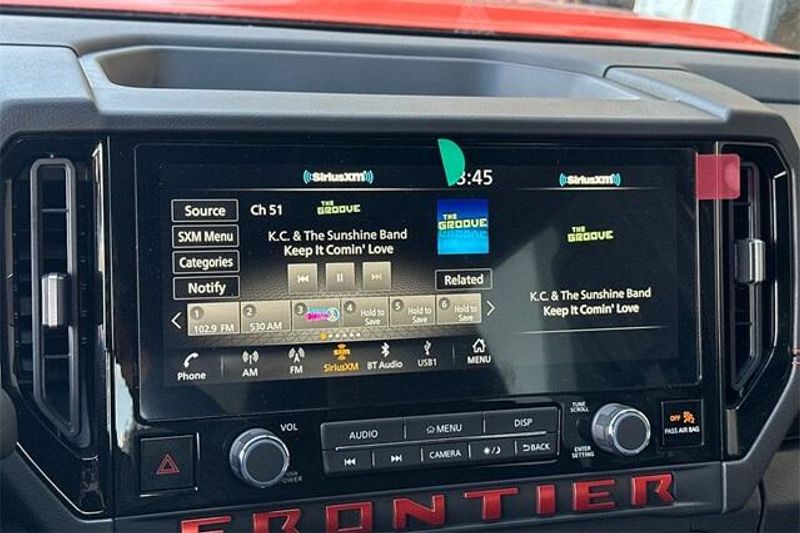 SiriusXM
:45
SiriusXM
Source
Ch 51
THE GROOVE
THE GROOVE
SXM Menu
K.C. & The Sunshine Band
Keep It Comin' Love
THE GROOVE
Categories
Notify
Related
K.C. & The Sunshine Band
Keep It Comin' Love
1
102.9 FM
2
530 AM
3
4
Hold to Save
5
Hold to Save
6
Hold to Save
Phone
AM
FM
SiriusXM
BT Audio
USB1
MENU
VOL
PUSH POWER
AUDIO
MENU
DISP
CAMERA
BACK
TUNE SCROLL
ENTER SETTING
OFF
PASS AIR BAG
FRONTIER